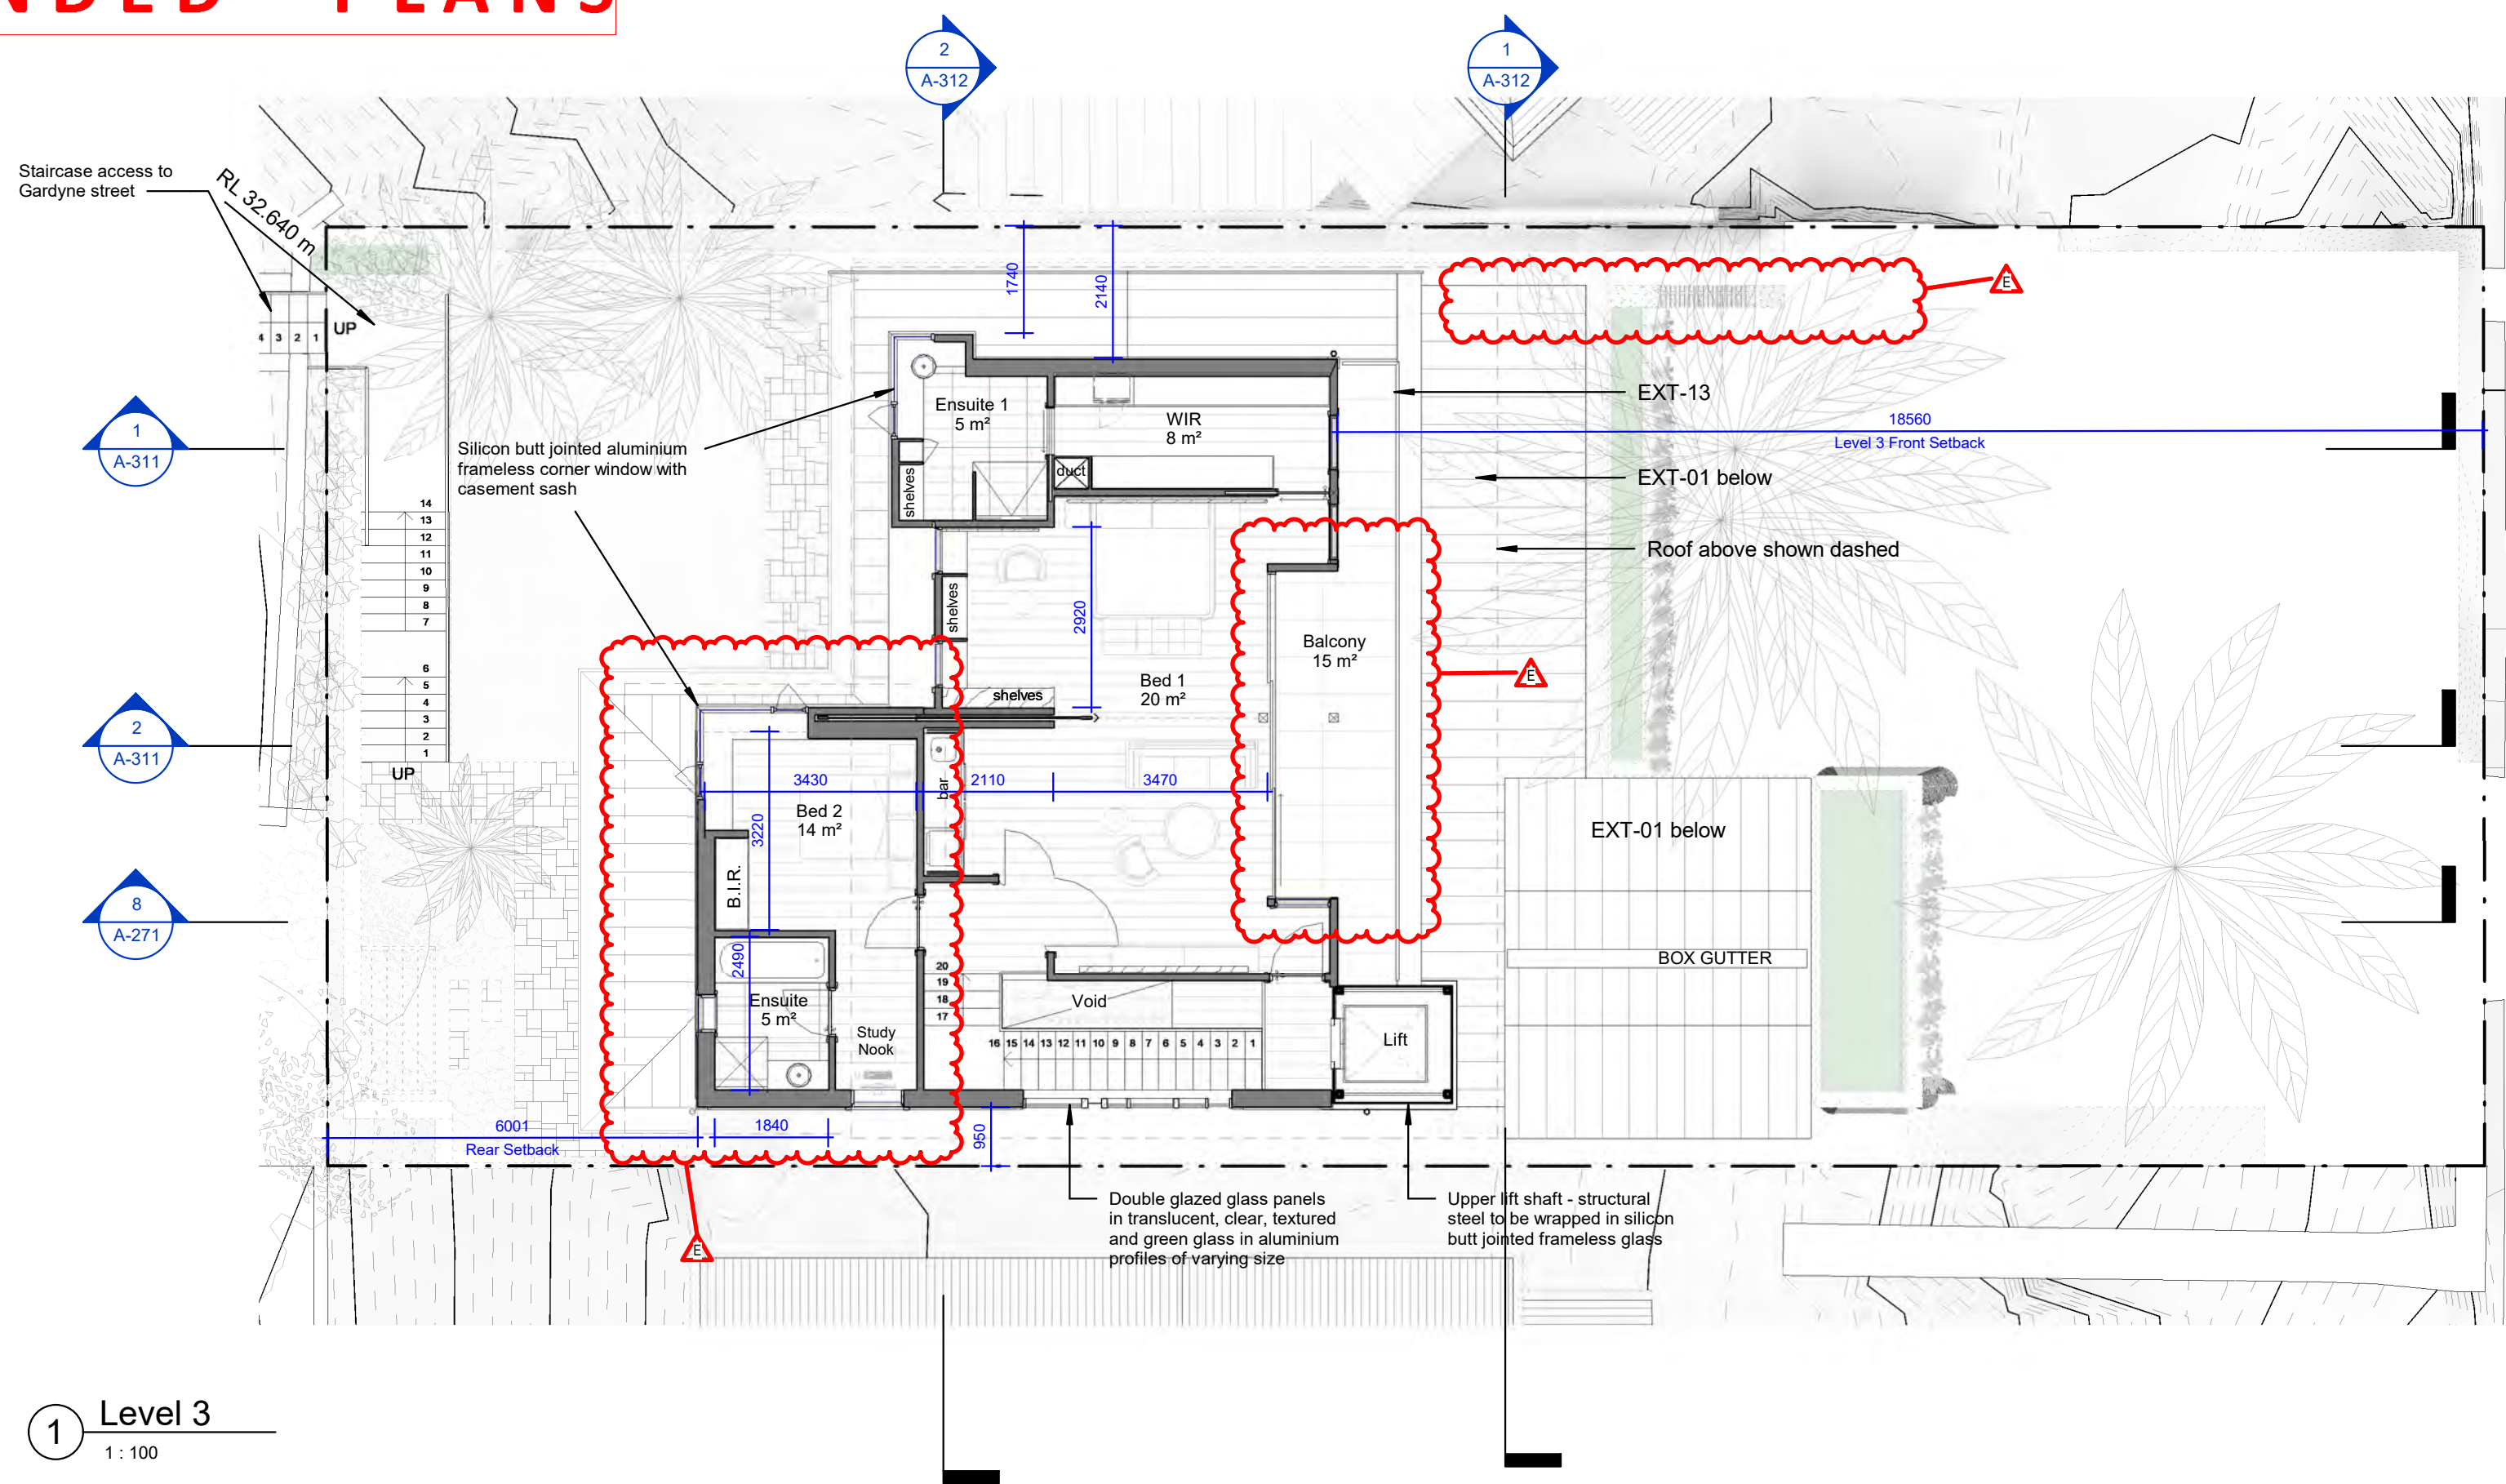 NDED PLANS
2
A-312
1
A-312
Staircase access to
Gardyne street
RL 32.640 m
1740
2140
E
4 3 2 1
UP
EXT-13
Ensuite 1
5 m²
WIR
8 m²
18560
Level 3 Front Setback
1
A-311
Silicon butt jointed aluminium
frameless corner window with
casement sash
duct
shelves
EXT-01 below
14
13
12
11
10
9
8
7
Roof above shown dashed
shelves
2920
Balcony
15 m²
6
5
4
3
2
1
UP
E
Bed 1
20 m²
shelves
2
A-311
3430
2110
3470
bar
Bed 2
14 m²
3220
EXT-01 below
B.I.R.
8
A-271
2490
20
19
18
17
BOX GUTTER
Ensuite
5 m²
Void
Study
Nook
16 15 14 13 12 11 10 9 8 7 6 5 4 3 2 1
Lift
6001
Rear Setback
1840
950
E
Double glazed glass panels
in translucent, clear, textured
and green glass in aluminium
profiles of varying size
Upper lift shaft - structural
steel to be wrapped in silicon
butt jointed frameless glass
1
Level 3
1 : 100